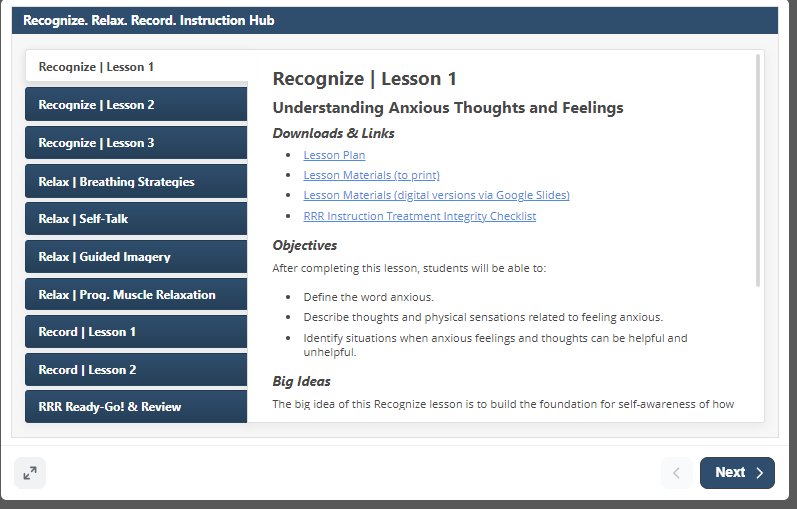 Recognize. Relax. Record. Instruction Hub
Recognize | Lesson 1
Recognize | Lesson 2
Recognize | Lesson 3
Relax | Breathing Strategies
Relax | Self-Talk
Relax | Guided Imagery
Relax | Prog. Muscle Relaxation
Record | Lesson 1
Record | Lesson 2
RRR Ready-Go! & Review
Recognize | Lesson 1
Understanding Anxious Thoughts and Feelings
Downloads & Links
• Lesson Plan
• Lesson Materials (to print)
• Lesson Materials (digital versions via Google Slides)
• RRR Instruction Treatment Integrity Checklist
Objectives
After completing this lesson, students will be able to:
• Define the word anxious.
• Describe thoughts and physical sensations related to feeling anxious.
• Identify situations when anxious feelings and thoughts can be helpful and
unhelpful.
Big Ideas
The big idea of this Recognize lesson is to build the foundation for self-awareness of how
Next